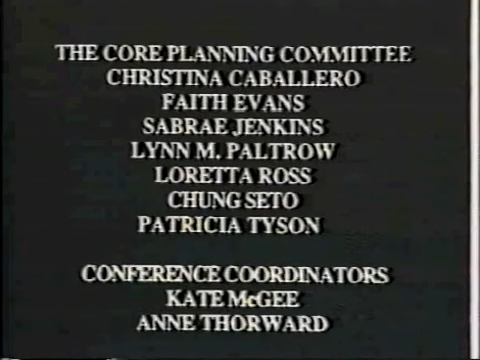 THE CORE PLANNING COMMITTEE
CHRISTINA CABALLERO
FAITH EVANS
SABRAE JENKINS
LYNN M. PALTROW
LORETTA ROSS
CHUNG SETO
PATRICIA TYSON
CONFERENCE COORDINATORS
KATE McGEE
ANNE THORWARD